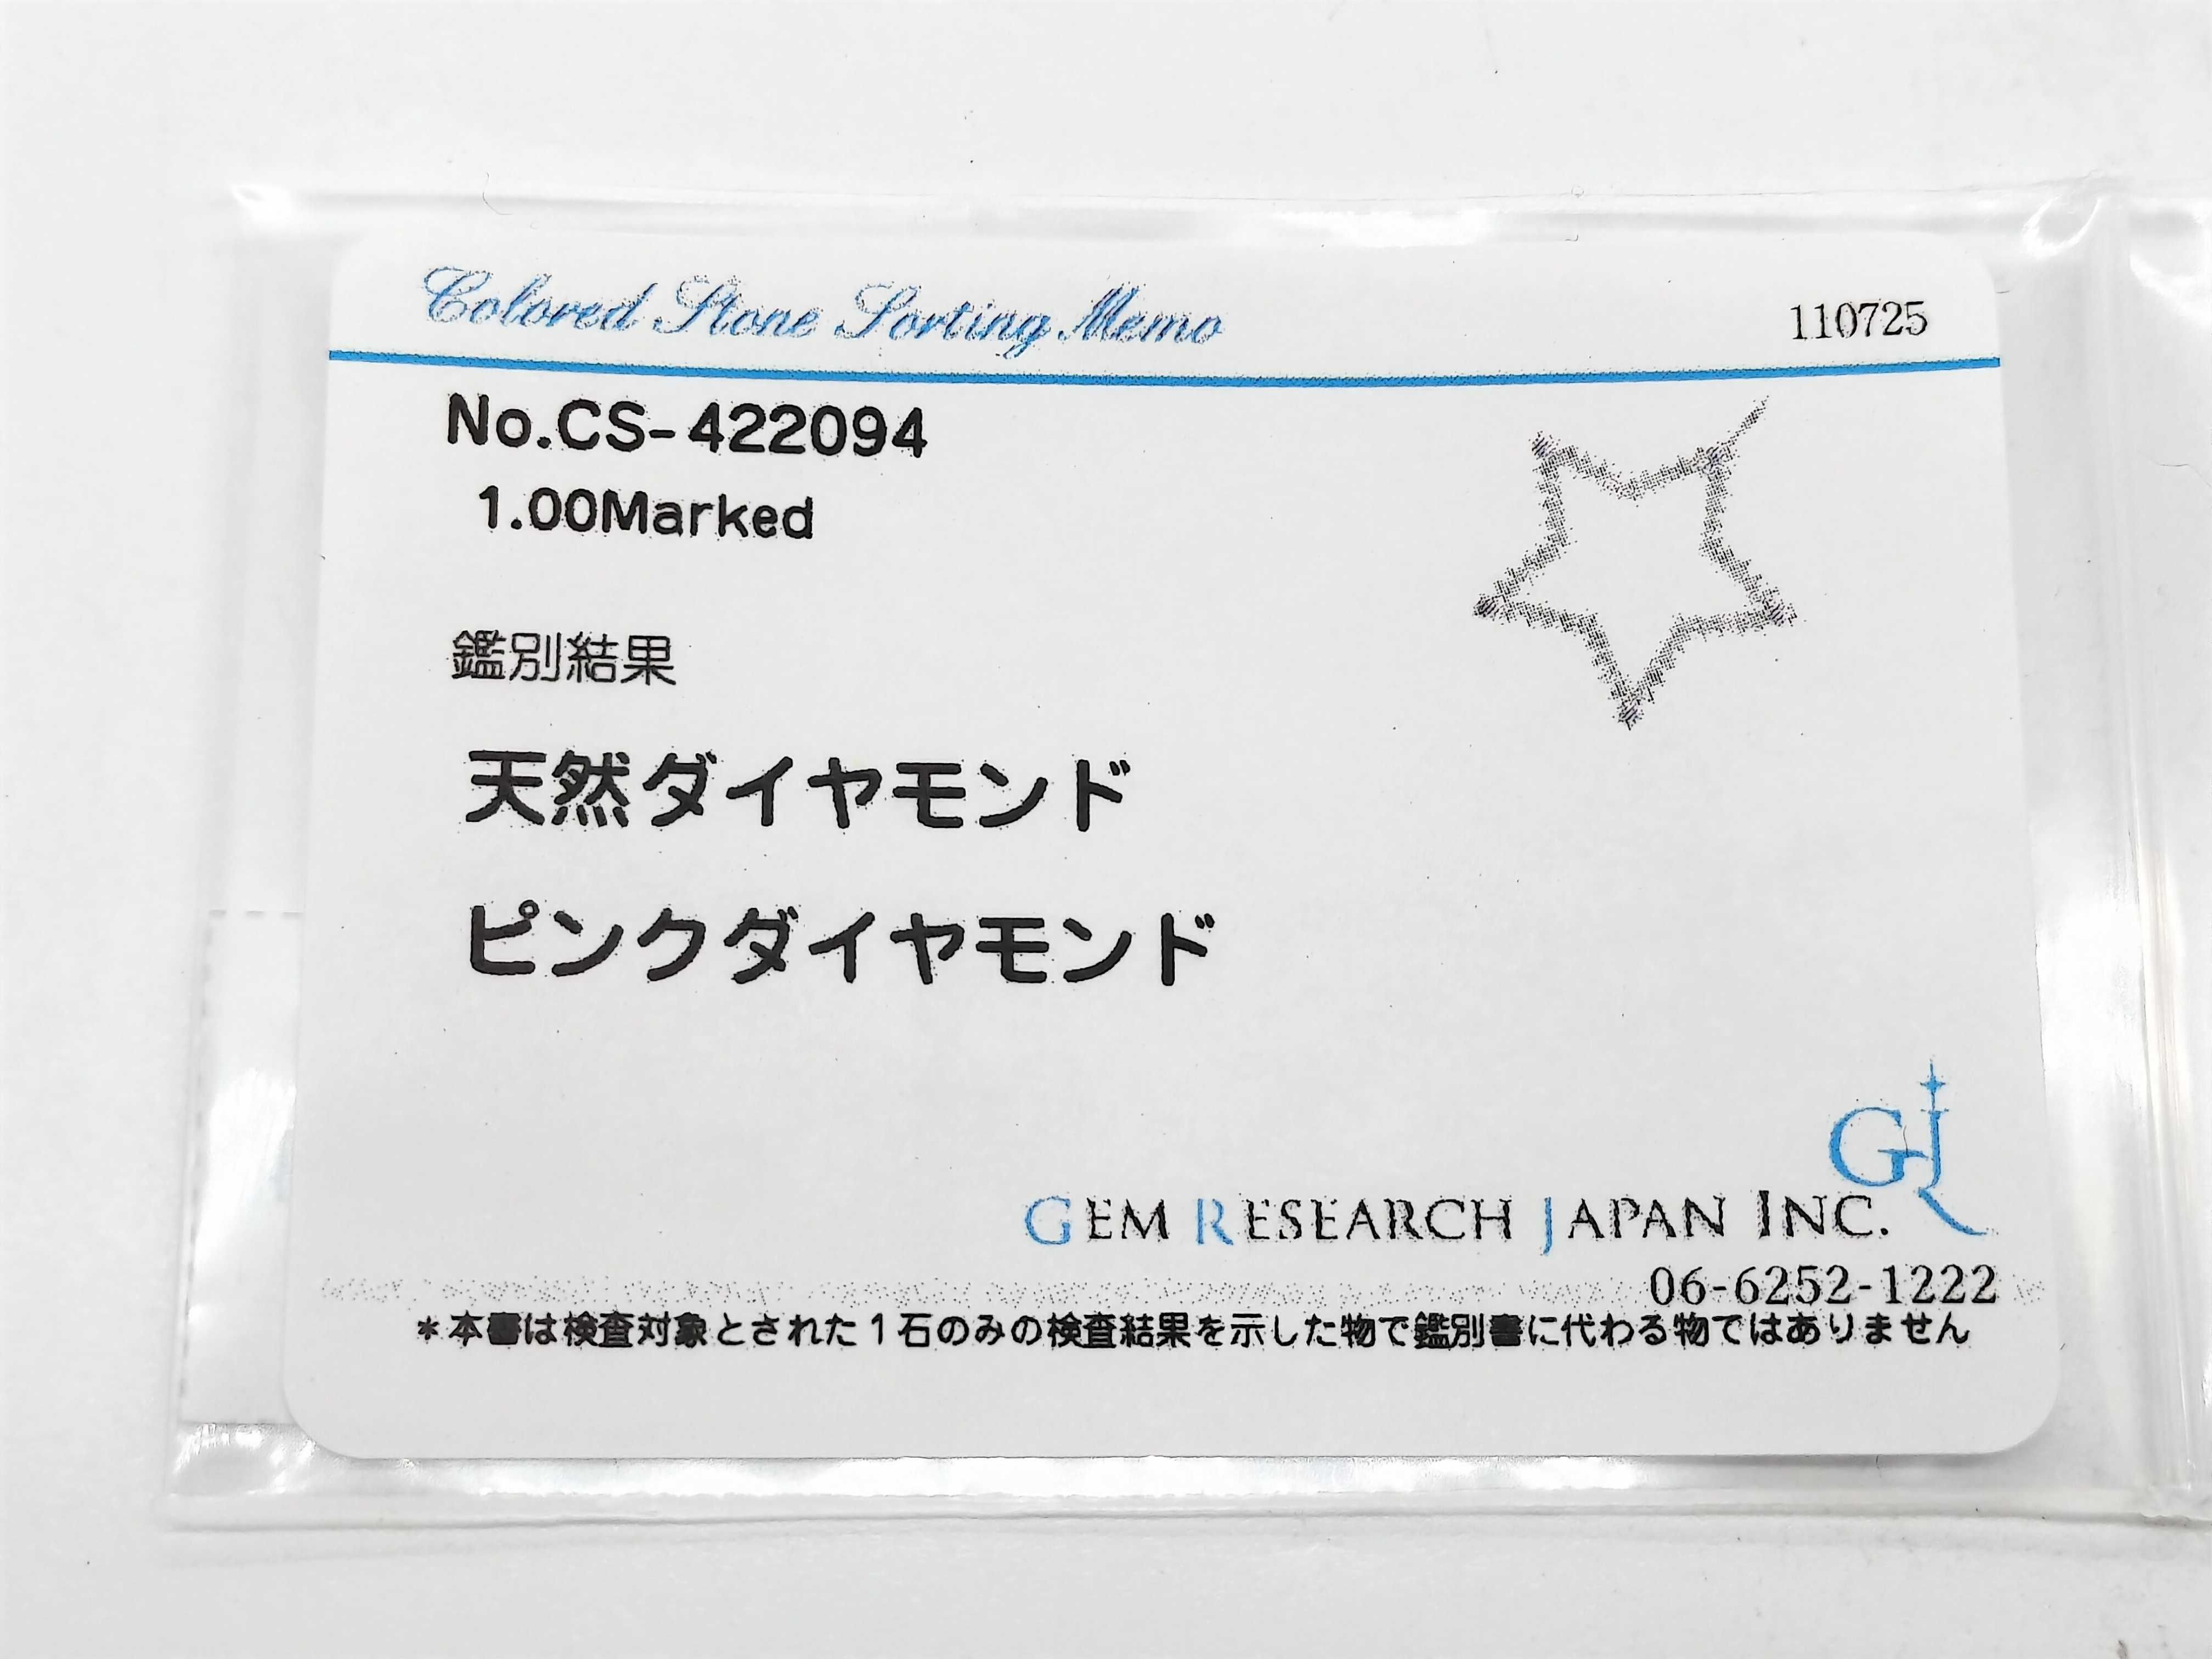 Colored Stone Sorting Memo
110725
No.CS-422094
1.00Marked
鑑別結果
天然ダイヤモンド
ピンクダイヤモンド
GJ
GEM RESEARCH JAPAN INC.
06-6252-1222
*本書は検査対象とされた1石のみの検査結果を示した物で鑑別書に代わる物ではありません